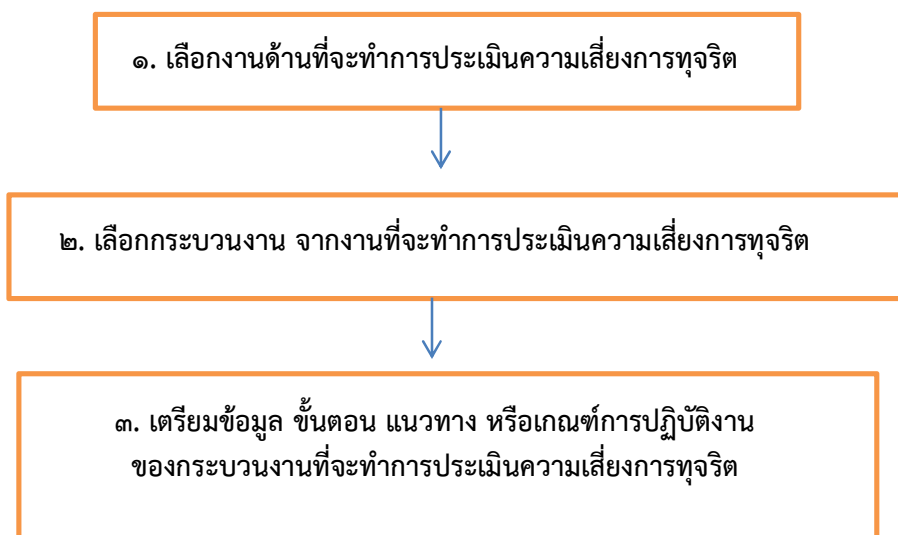 ๑. เลือกงานด้านที่จะทำการประเมินความเสี่ยงการทุจริต
๒. เลือกกระบวนงาน จากงานที่จะทำการประเมินความเสี่ยงการทุจริต
๓. เตรียมข้อมูล ขั้นตอน แนวทาง หรือเกณฑ์การปฏิบัติงาน
ของกระบวนงานที่จะทำการประเมินความเสี่ยงการทุจริต